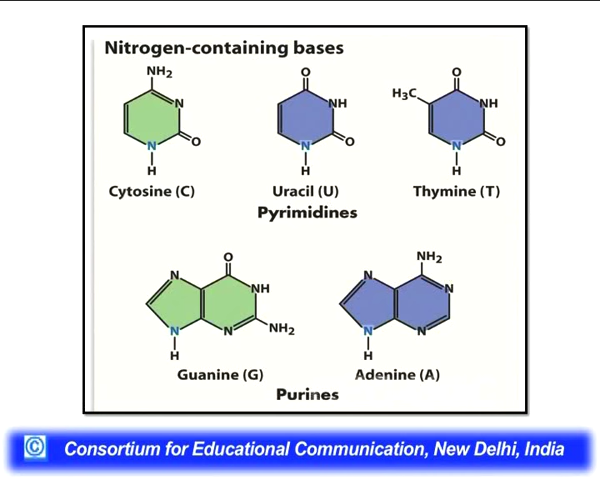 Nitrogen-containing bases
NH2
N
O
N
H
Cytosine (C)
O
NH
O
N
H
Uracil (U)
O
H3C
NH
O
N
H
Thymine (T)
Pyrimidines
O
N
NH
N
N
NH2
H
Guanine (G)
NH2
N
N
N
N
H
Adenine (A)
Purines
© Consortium for Educational Communication, New Delhi, India